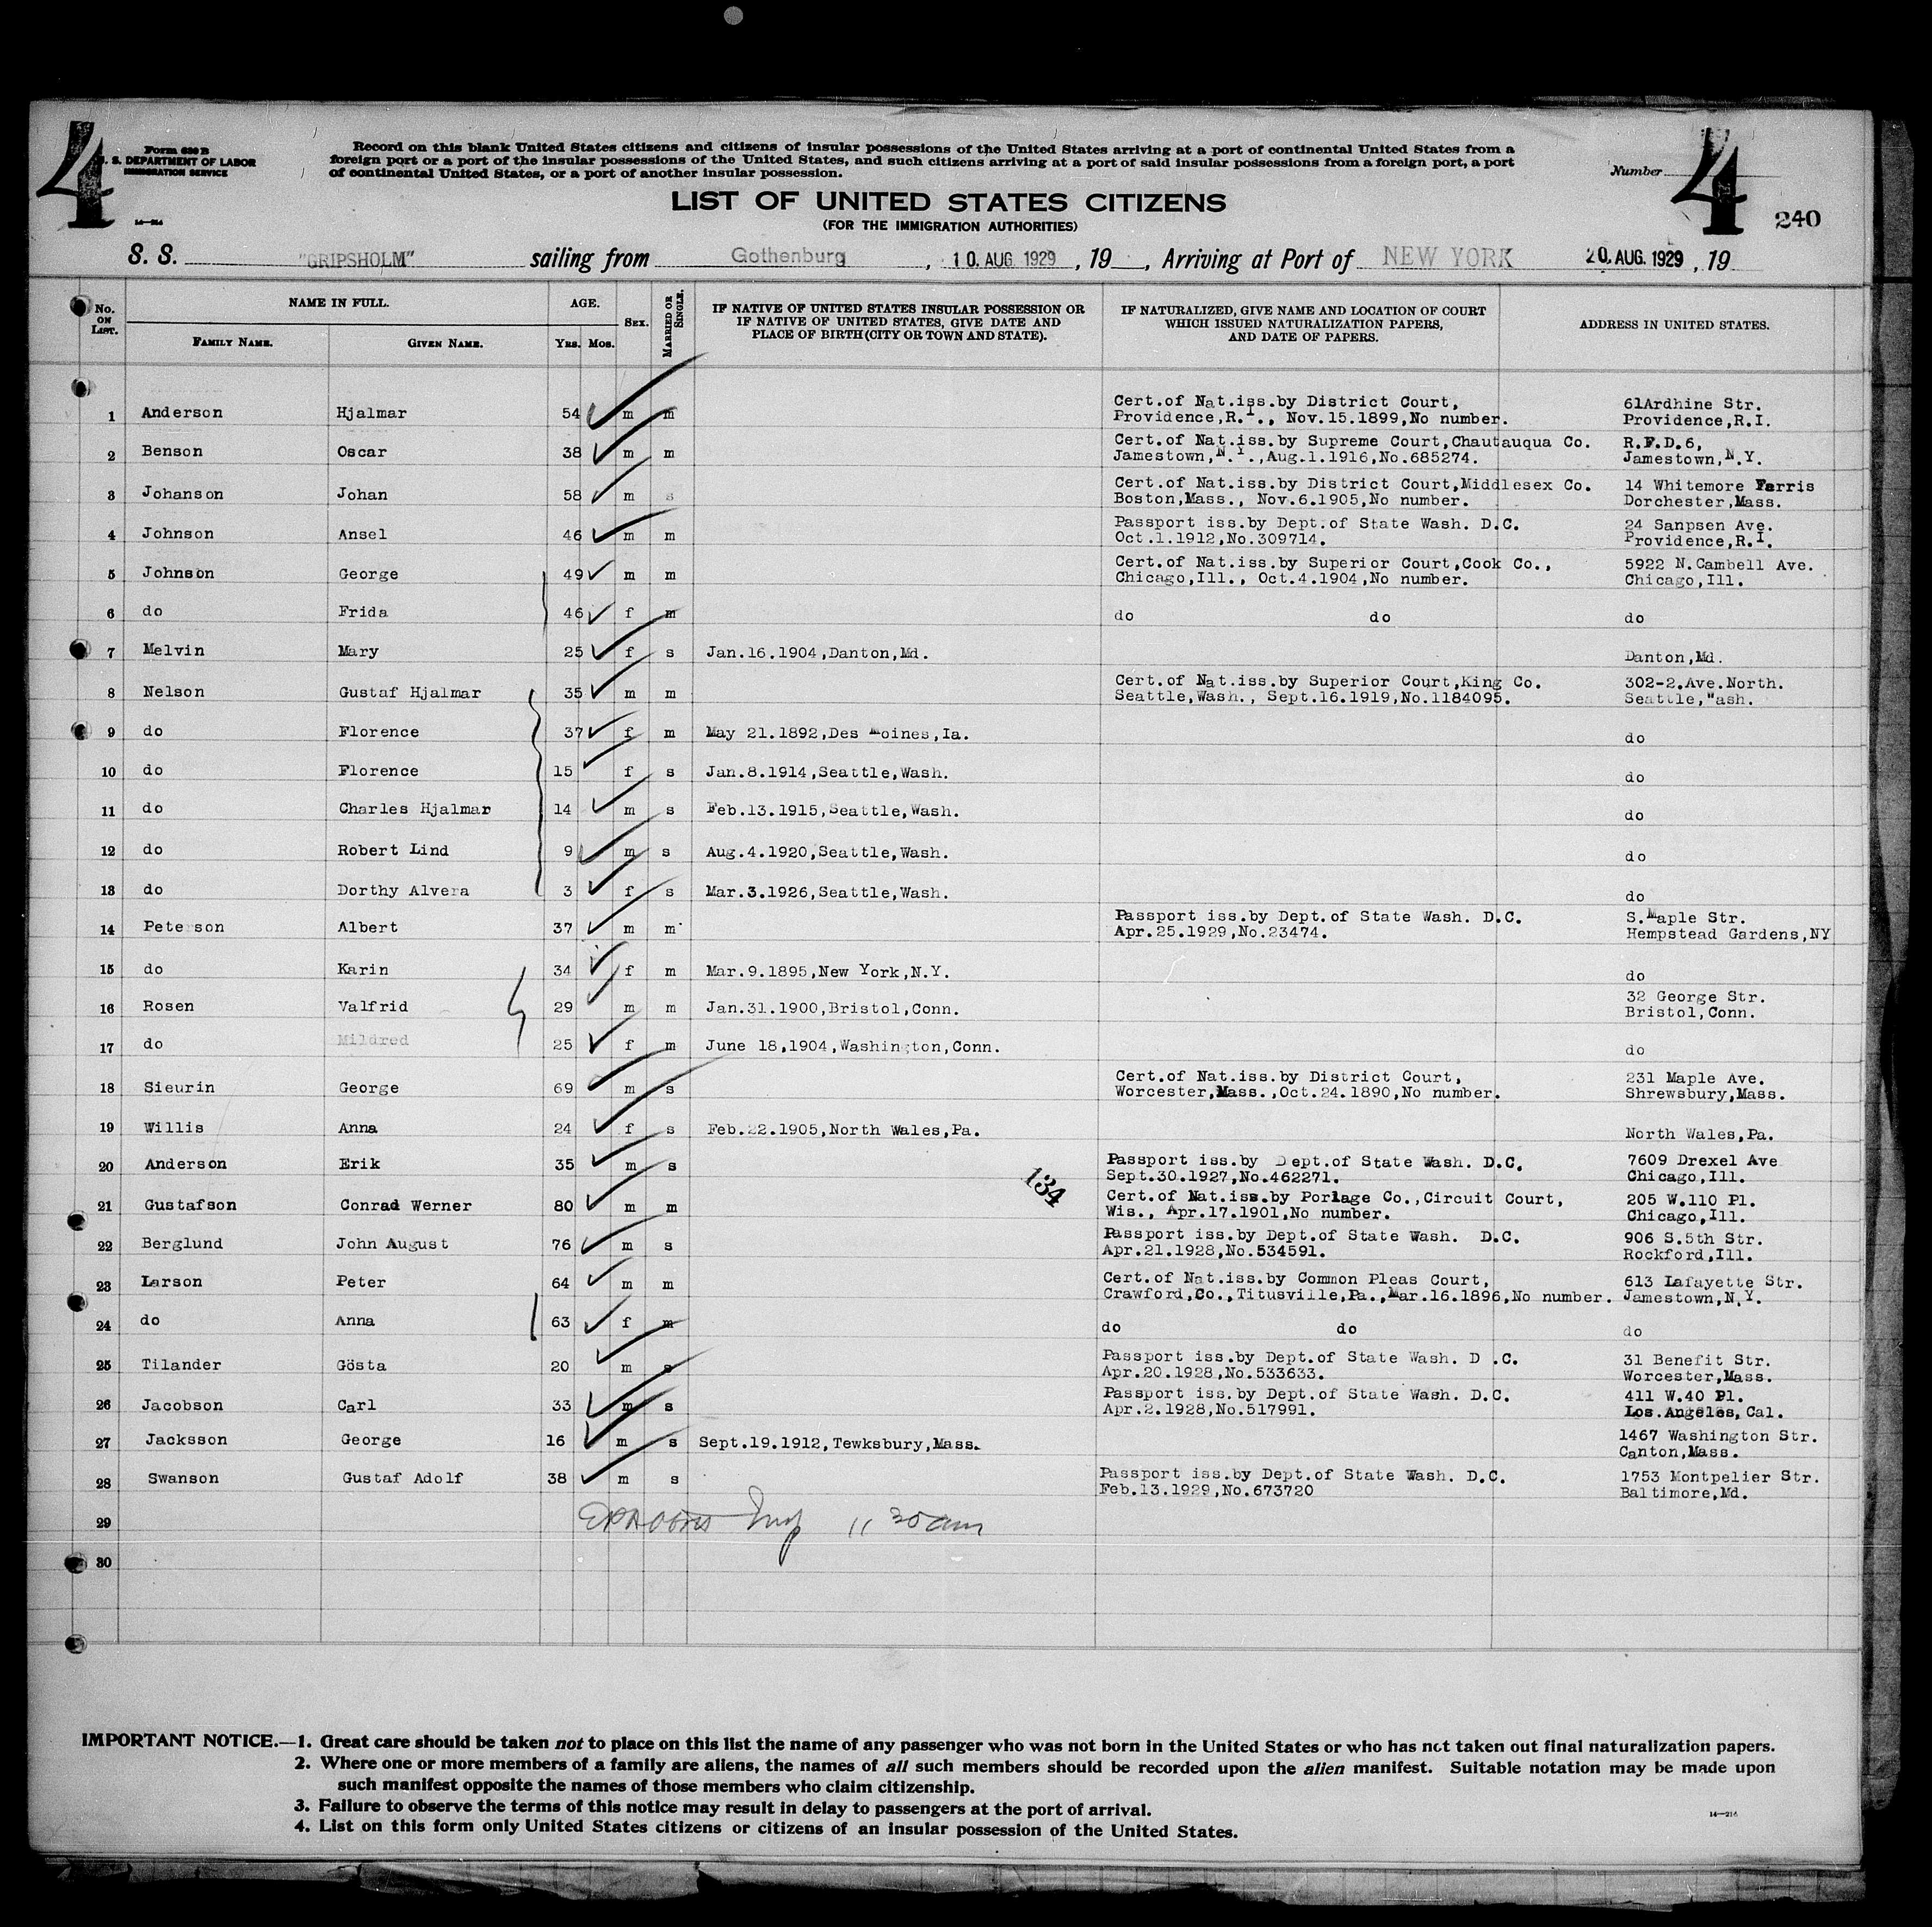 4
Form 630 B
U. S. DEPARTMENT OF LABOR
IMMIGRATION SERVICE
14—214
Record on this blank United States citizens and citizens of insular possessions of the United States arriving at a port of continental United States from a
foreign port or a port of the insular possessions of the United States, and such citizens arriving at a port of said insular possessions from a foreign port, a port
of continental United States, or a port of another insular possession.
Number 4
240
LIST OF UNITED STATES CITIZENS
(FOR THE IMMIGRATION AUTHORITIES)
S. S. "GRIPSHOLM" sailing from Gothenburg, 10. AUG. 1929, 19 , Arriving at Port of NEW YORK 20. AUG. 1929, 19
No. ON LIST. NAME IN FULL. FAMILY NAME. GIVEN NAME. AGE. YRS. MOS. SEX. MARRIED OR SINGLE. IF NATIVE OF UNITED STATES INSULAR POSSESSION OR IF NATIVE OF UNITED STATES, GIVE DATE AND PLACE OF BIRTH (CITY OR TOWN AND STATE). IF NATURALIZED, GIVE NAME AND LOCATION OF COURT WHICH ISSUED NATURALIZATION PAPERS, AND DATE OF PAPERS. ADDRESS IN UNITED STATES.
1 Anderson Hjalmar 54 m m Cert.of Nat.iss.by District Court, 61Ardhine Str.
Providence,R.I., Nov.15.1899,No number. Providence,R.I.
2 Benson Oscar 38 m m Cert.of Nat.iss.by Supreme Court,Chautauqua Co. R.F.D.6,
Jamestown,N.Y.,Aug.1.1916,No.685274. Jamestown,N.Y.
3 Johanson Johan 58 m s Cert.of Nat.iss.by District Court,Middlesex Co. 14 Whitemore Farris
Boston,Mass., Nov.6.1905,No number. Dorchester,Mass.
4 Johnson Ansel 46 m m Passport iss.by Dept.of State Wash. D.C. 24 Sanpsen Ave.
Oct.1.1912,No.309714. Providence,R.I.
5 Johnson George 49 m m Cert.of Nat.iss.by Superior Court,Cook Co., 5922 N.Cambell Ave.
Chicago,Ill., Oct.4.1904,No number. Chicago,Ill.
6 do Frida 46 f m do do do
7 Melvin Mary 25 f s Jan.16.1904,Danton,Md. Danton,Md.
8 Nelson Gustaf Hjalmar 35 m m Cert.of Nat.iss.by Superior Court,King Co. 302-2.Ave.North.
Seattle,Wash., Sept.16.1919,No.1184095. Seattle,"ash.
9 do Florence 37 f m May 21.1892,Des Moines,Ia. do
10 do Florence 15 f s Jan.8.1914,Seattle,Wash. do
11 do Charles Hjalmar 14 m s Feb.13.1915,Seattle,Wash. do
12 do Robert Lind 9 m s Aug.4.1920,Seattle,Wash. do
13 do Dorthy Alvera 3 f s Mar.3.1926,Seattle,Wash. do
14 Peterson Albert 37 m m Passport iss.by Dept.of State Wash. D.C. S.Maple Str.
Apr.25.1929,No.23474. Hempstead Gardens,NY
15 do Karin 34 f m Mar.9.1895,New York,N.Y. do
16 Rosen Valfrid 29 m m Jan.31.1900,Bristol,Conn. 32 George Str.
Bristol,Conn.
17 do Mildred 25 f m June 18,1904,Washington,Conn. do
18 Sieurin George 69 m s Cert.of Nat.iss.by District Court, 231 Maple Ave.
Worcester,Mass.,Oct.24.1890,No number. Shrewsbury,Mass.
19 Willis Anna 24 f s Feb.22.1905,North Wales,Pa. North Wales,Pa.
20 Anderson Erik 35 m s Passport iss.by Dept.of State Wash. D.C. 7609 Drexel Ave
Sept.30.1927,No.462271. Chicago,Ill.
134
21 Gustafson Conrad Werner 80 m m Cert.of Nat.iss.by Porlage Co.,Circuit Court, 205 W.110 Pl.
Wis., Apr.17.1901,No number. Chicago,Ill.
22 Berglund John August 76 m s Passport iss.by Dept.of State Wash. D.C. 906 S.5th Str.
Apr.21.1928,No.534591. Rockford,Ill.
23 Larson Peter 64 m m Cert.of Nat.iss.by Common Pleas Court, 613 Lafayette Str.
Crawford,Co.,Titusville,Pa.,Mar.16.1896,No number. Jamestown,N.Y.
24 do Anna 63 f m do do do
25 Tilander Gösta 20 m s Passport iss.by Dept.of State Wash. D .C. 31 Benefit Str.
Apr.20.1928,No.533633. Worcester,Mass.
26 Jacobson Carl 33 m s Passport iss.by Dept.of State Wash. D.C. 411 W.40 Pl.
Apr.2.1928,No.517991. Los.Angeles,Cal.
27 Jacksson George 16 m s Sept.19.1912,Tewksbury,Mass. 1467 Washington Str.
Canton,Mass.
28 Swanson Gustaf Adolf 38 m s Passport iss.by Dept.of State Wash. D.C. 1753 Montpelier Str.
Feb.13.1929,No.673720 Baltimore,Md.
29 11 30 am
30
IMPORTANT NOTICE.—1. Great care should be taken not to place on this list the name of any passenger who was not born in the United States or who has not taken out final naturalization papers.
2. Where one or more members of a family are aliens, the names of all such members should be recorded upon the alien manifest. Suitable notation may be made upon
such manifest opposite the names of those members who claim citizenship.
3. Failure to observe the terms of this notice may result in delay to passengers at the port of arrival.
4. List on this form only United States citizens or citizens of an insular possession of the United States.
14—214